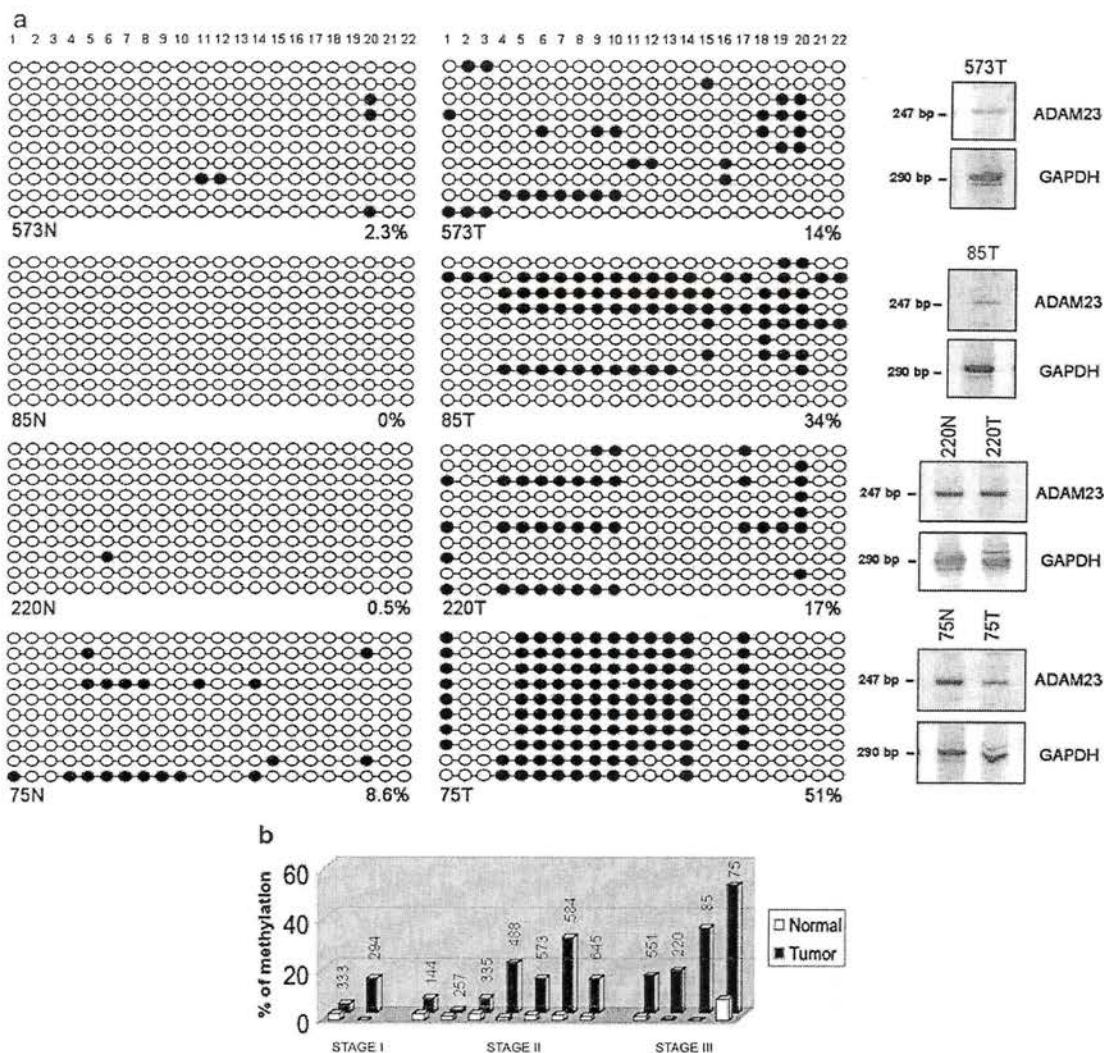 a
1 2 3 4 5 6 7 8 9 10 11 12 13 14 15 16 17 18 19 20 21 22
1 2 3 4 5 6 7 8 9 10 11 12 13 14 15 16 17 18 19 20 21 22
573T
247 bp – ADAM23
290 bp – GAPDH
573N 2.3%
573T 14%
85T
247 bp – ADAM23
290 bp – GAPDH
85N 0%
85T 34%
220N 220T
247 bp – ADAM23
290 bp – GAPDH
220N 0.5%
220T 17%
75N 75T
247 bp – ADAM23
290 bp – GAPDH
75N 8.6%
75T 51%
b
% of methylation
60
40
20
0
333 294 144 257 335 488 573 584 645 551 220 85 75
Normal
Tumor
STAGE I STAGE II STAGE III